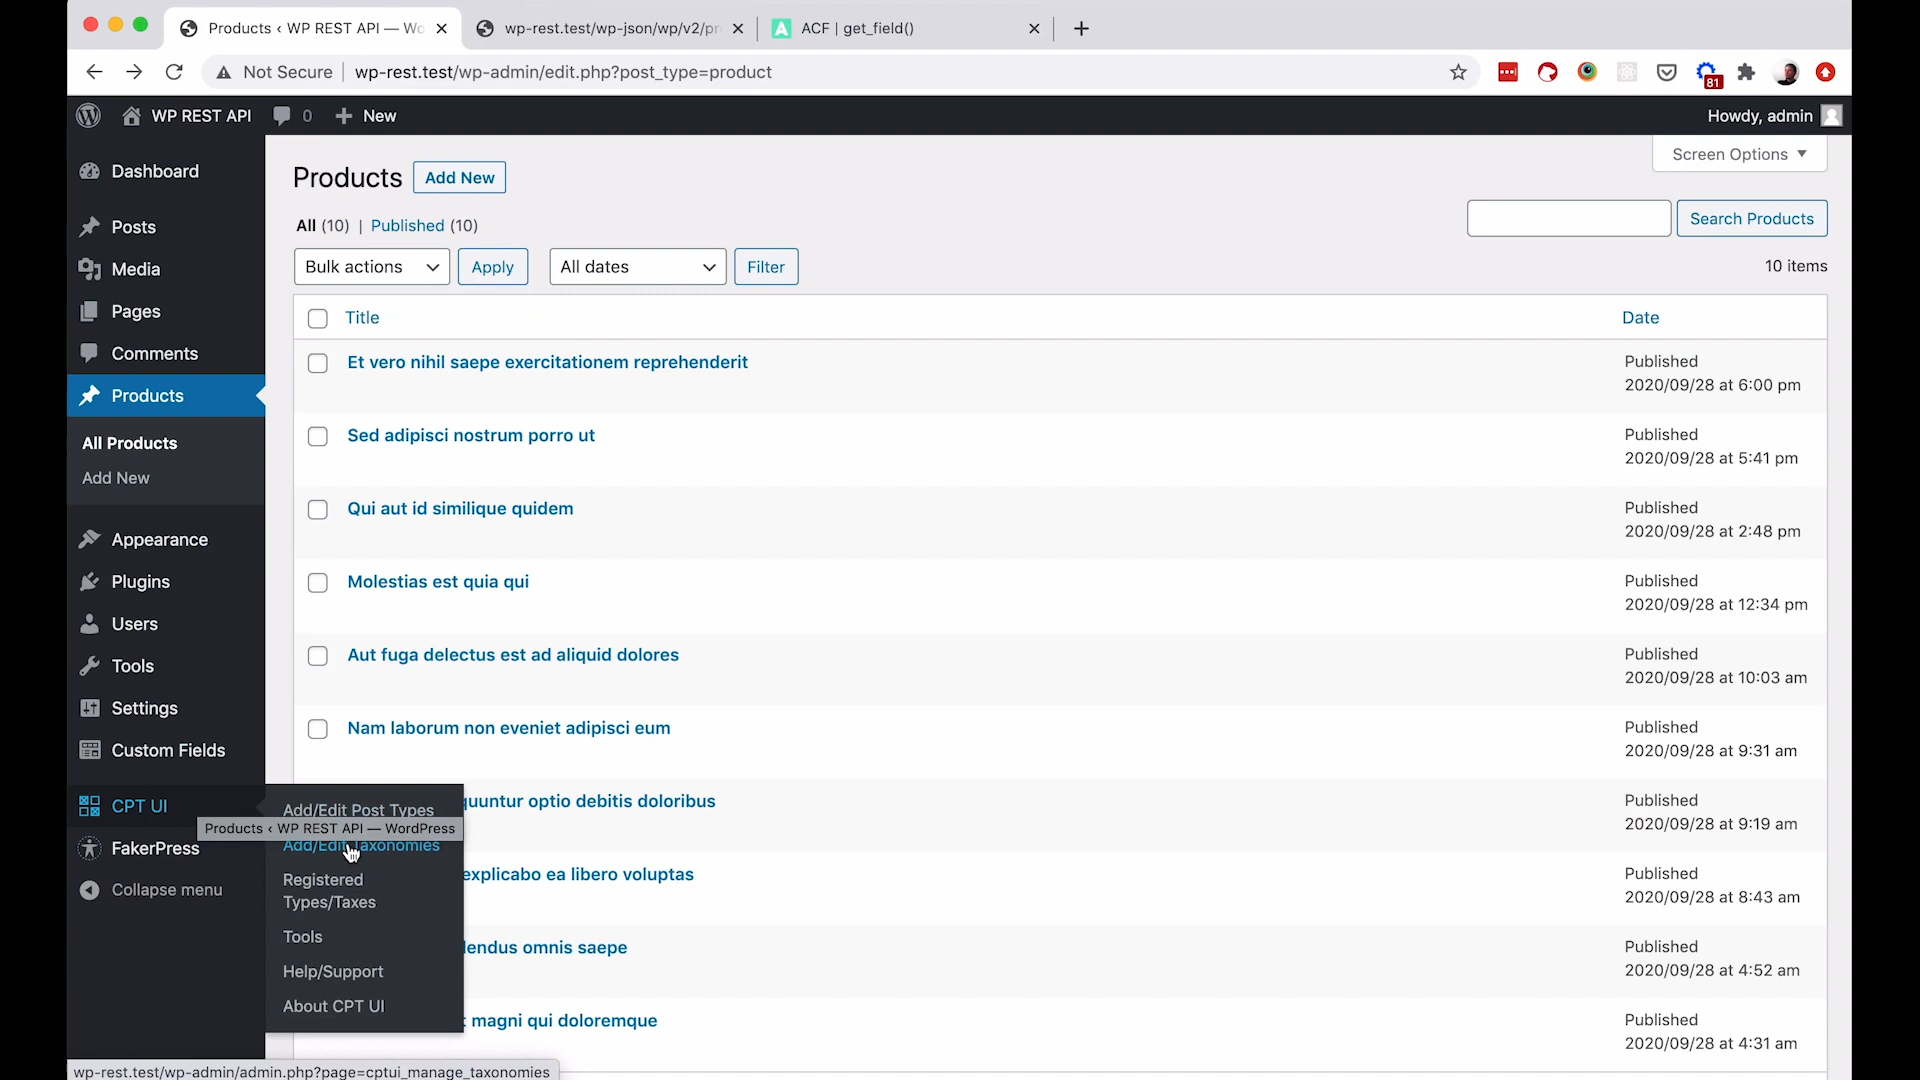 Products ‹ WP REST API — Wo
wp-rest.test/wp-json/wp/v2/pr
ACF | get_field()
Not Secure
wp-rest.test/wp-admin/edit.php?post_type=product
81
WP REST API
0
New
Howdy, admin
Dashboard
Posts
Media
Pages
Comments
Products
All Products
Add New
Appearance
Plugins
Users
Tools
Settings
Custom Fields
CPT UI
FakerPress
Collapse menu
Add/Edit Post Types
Products ‹ WP REST API — WordPress
Add/Edit Taxonomies
Registered
Types/Taxes
Tools
Help/Support
About CPT UI
Screen Options
Products Add New
All (10) | Published (10)
Search Products
Bulk actions
Apply
All dates
Filter
10 items
Title
Date
Et vero nihil saepe exercitationem reprehenderit
Published
2020/09/28 at 6:00 pm
Sed adipisci nostrum porro ut
Published
2020/09/28 at 5:41 pm
Qui aut id similique quidem
Published
2020/09/28 at 2:48 pm
Molestias est quia qui
Published
2020/09/28 at 12:34 pm
Aut fuga delectus est ad aliquid dolores
Published
2020/09/28 at 10:03 am
Nam laborum non eveniet adipisci eum
Published
2020/09/28 at 9:31 am
quuntur optio debitis doloribus
Published
2020/09/28 at 9:19 am
explicabo ea libero voluptas
Published
2020/09/28 at 8:43 am
lendus omnis saepe
Published
2020/09/28 at 4:52 am
magni qui doloremque
Published
2020/09/28 at 4:31 am
wp-rest.test/wp-admin/admin.php?page=cptui_manage_taxonomies